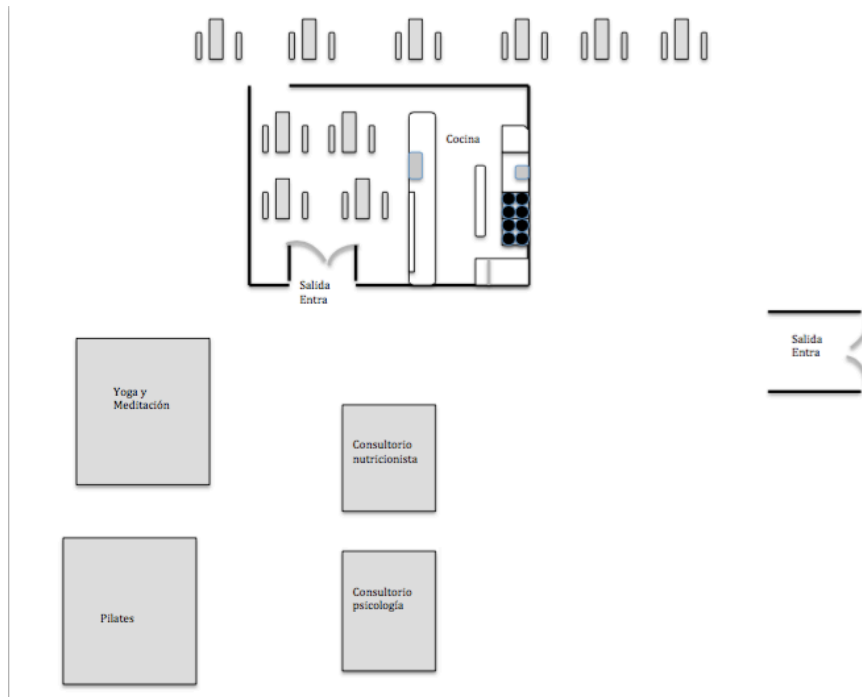 Cocina
Salida
Entra
Salida
Entra
Yoga y
Meditación
Consultorio
nutricionista
Consultorio
psicología
Pilates